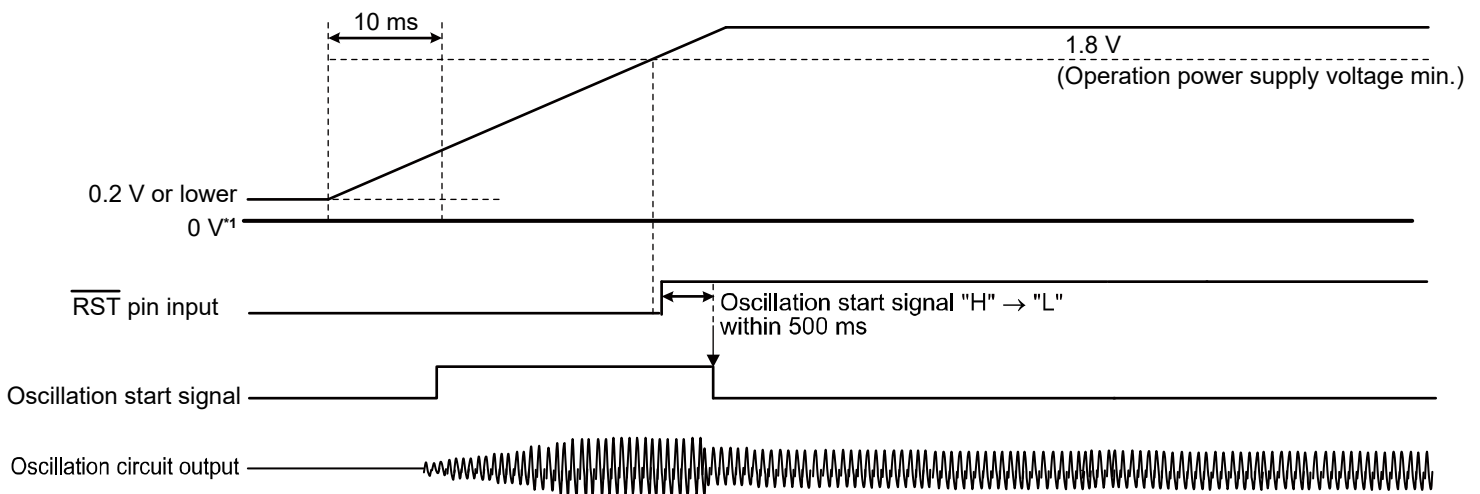 10 ms
1.8 V
(Operation power supply voltage min.)
0.2 V or lower
0 V*1
RST pin input
Oscillation start signal "H" → "L"
within 500 ms
Oscillation start signal
Oscillation circuit output